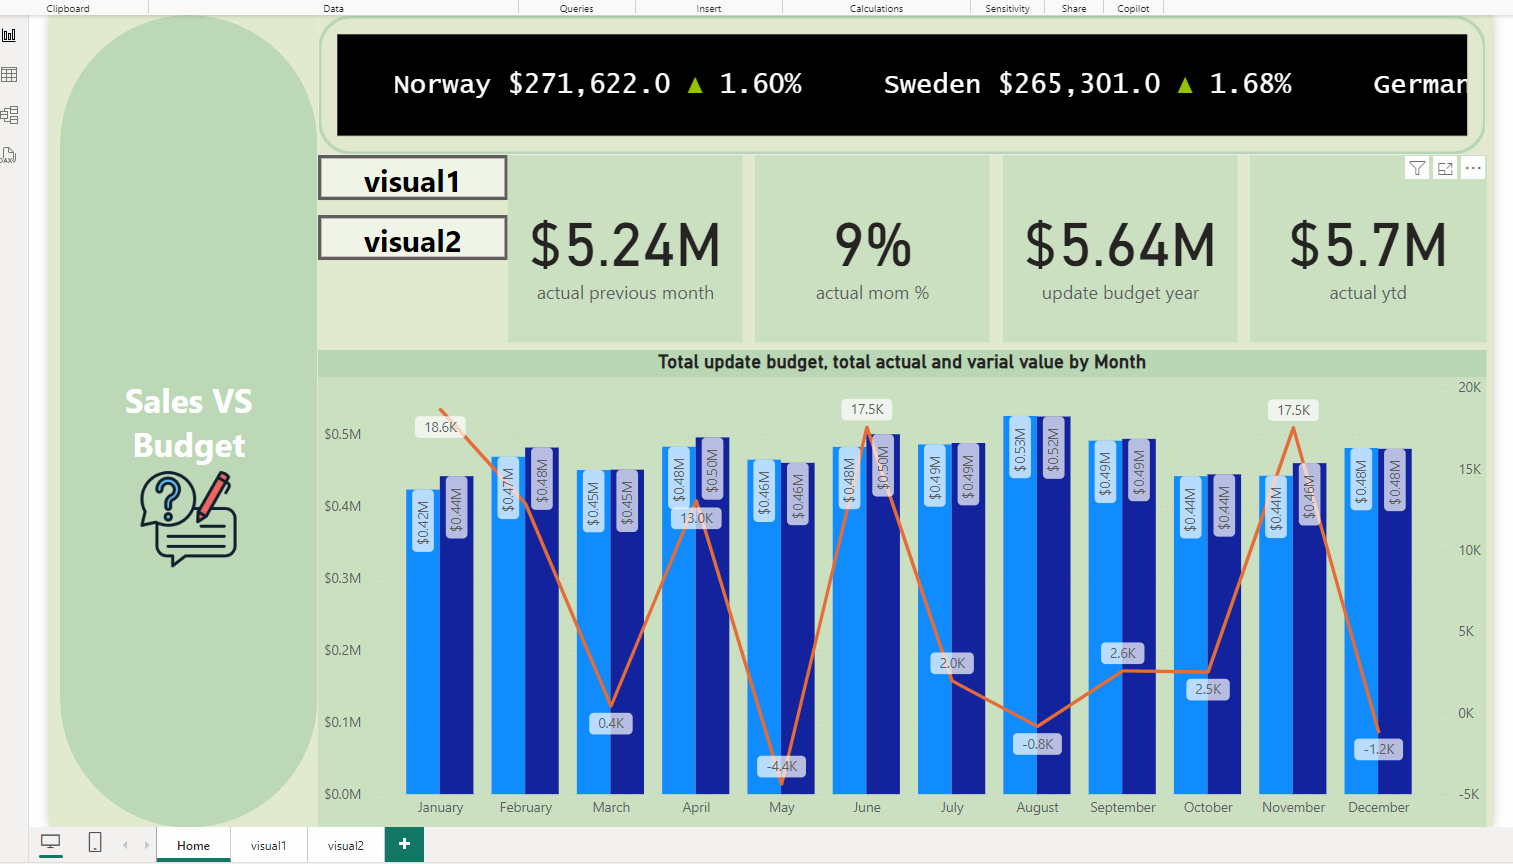 Clipboard
Data
Queries
Insert
Calculations
Sensitivity
Share
Copilot
Norway $271,622.0 ▲ 1.60%
Sweden $265,301.0 ▲ 1.68%
German
visual1
visual2
$5.24M
actual previous month
9%
actual mom %
$5.64M
update budget year
$5.7M
actual ytd
Sales VS
Budget
Total update budget, total actual and varial value by Month
$0.5M
$0.4M
$0.3M
$0.2M
$0.1M
$0.0M
20K
15K
10K
5K
0K
-5K
$0.42M
$0.44M
$0.47M
$0.48M
$0.45M
$0.45M
$0.48M
$0.50M
$0.46M
$0.46M
$0.48M
$0.50M
$0.49M
$0.49M
$0.53M
$0.52M
$0.49M
$0.49M
$0.44M
$0.44M
$0.44M
$0.46M
$0.48M
$0.48M
18.6K
0.4K
13.0K
-4.4K
17.5K
2.0K
-0.8K
2.6K
2.5K
17.5K
-1.2K
January
February
March
April
May
June
July
August
September
October
November
December
Home
visual1
visual2
+